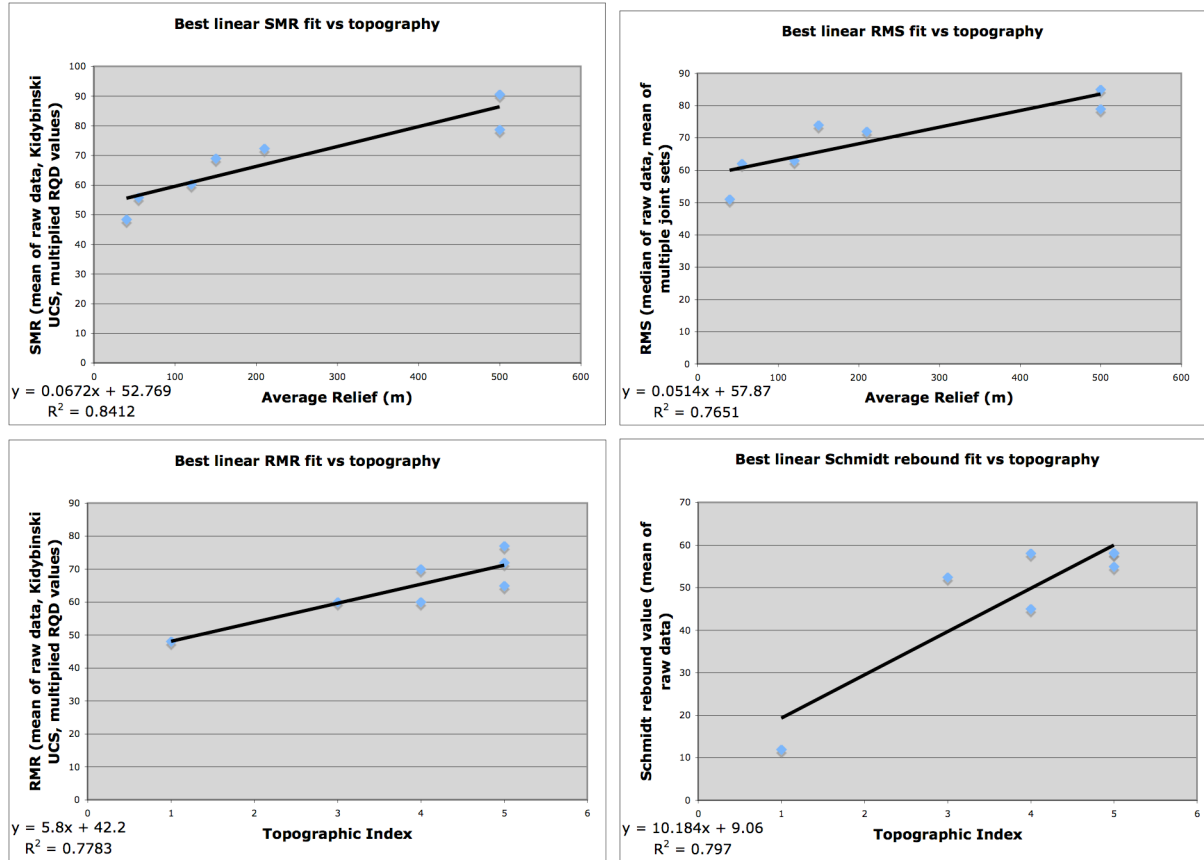 Best linear SMR fit vs topography
SMR (mean of raw data, Kidybinski
UCS, multiplied RQD values)
100
90
80
70
60
50
40
30
20
10
0
0 100 200 300 400 500 600
Average Relief (m)
y = 0.0672x + 52.769
R² = 0.8412
Best linear RMS fit vs topography
RMS (median of raw data, mean of
multiple joint sets)
90
80
70
60
50
40
30
20
10
0
0 100 200 300 400 500 600
Average Relief (m)
y = 0.0514x + 57.87
R² = 0.7651
Best linear RMR fit vs topography
RMR (mean of raw data, Kidybinski
UCS, multiplied RQD values)
90
80
70
60
50
40
30
20
10
0
0 1 2 3 4 5 6
Topographic Index
y = 5.8x + 42.2
R² = 0.7783
Best linear Schmidt rebound fit vs topography
Schmidt rebound value (mean of
raw data)
70
60
50
40
30
20
10
0
0 1 2 3 4 5 6
Topographic Index
y = 10.184x + 9.06
R² = 0.797